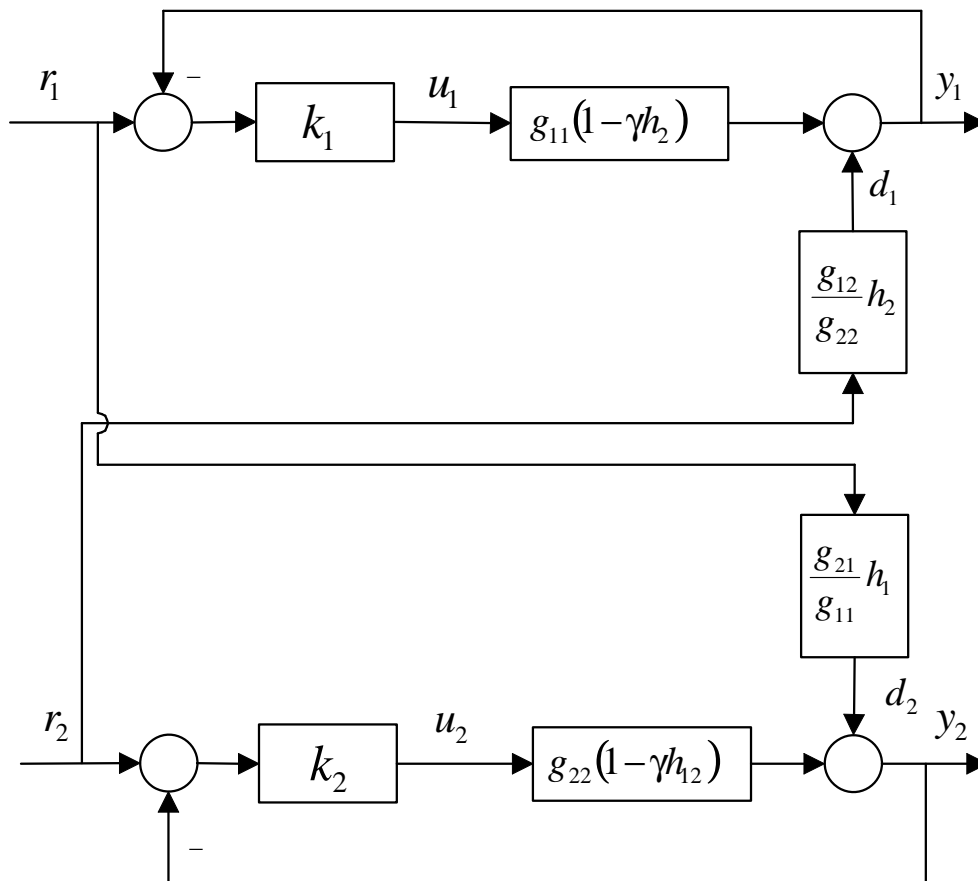 r₁
−
k₁
u₁
g₁₁(1−γh₂)
y₁
d₁
g₁₂
g₂₂
h₂
g₂₁
g₁₁
h₁
d₂
r₂
−
k₂
u₂
g₂₂(1−γh₁₂)
y₂